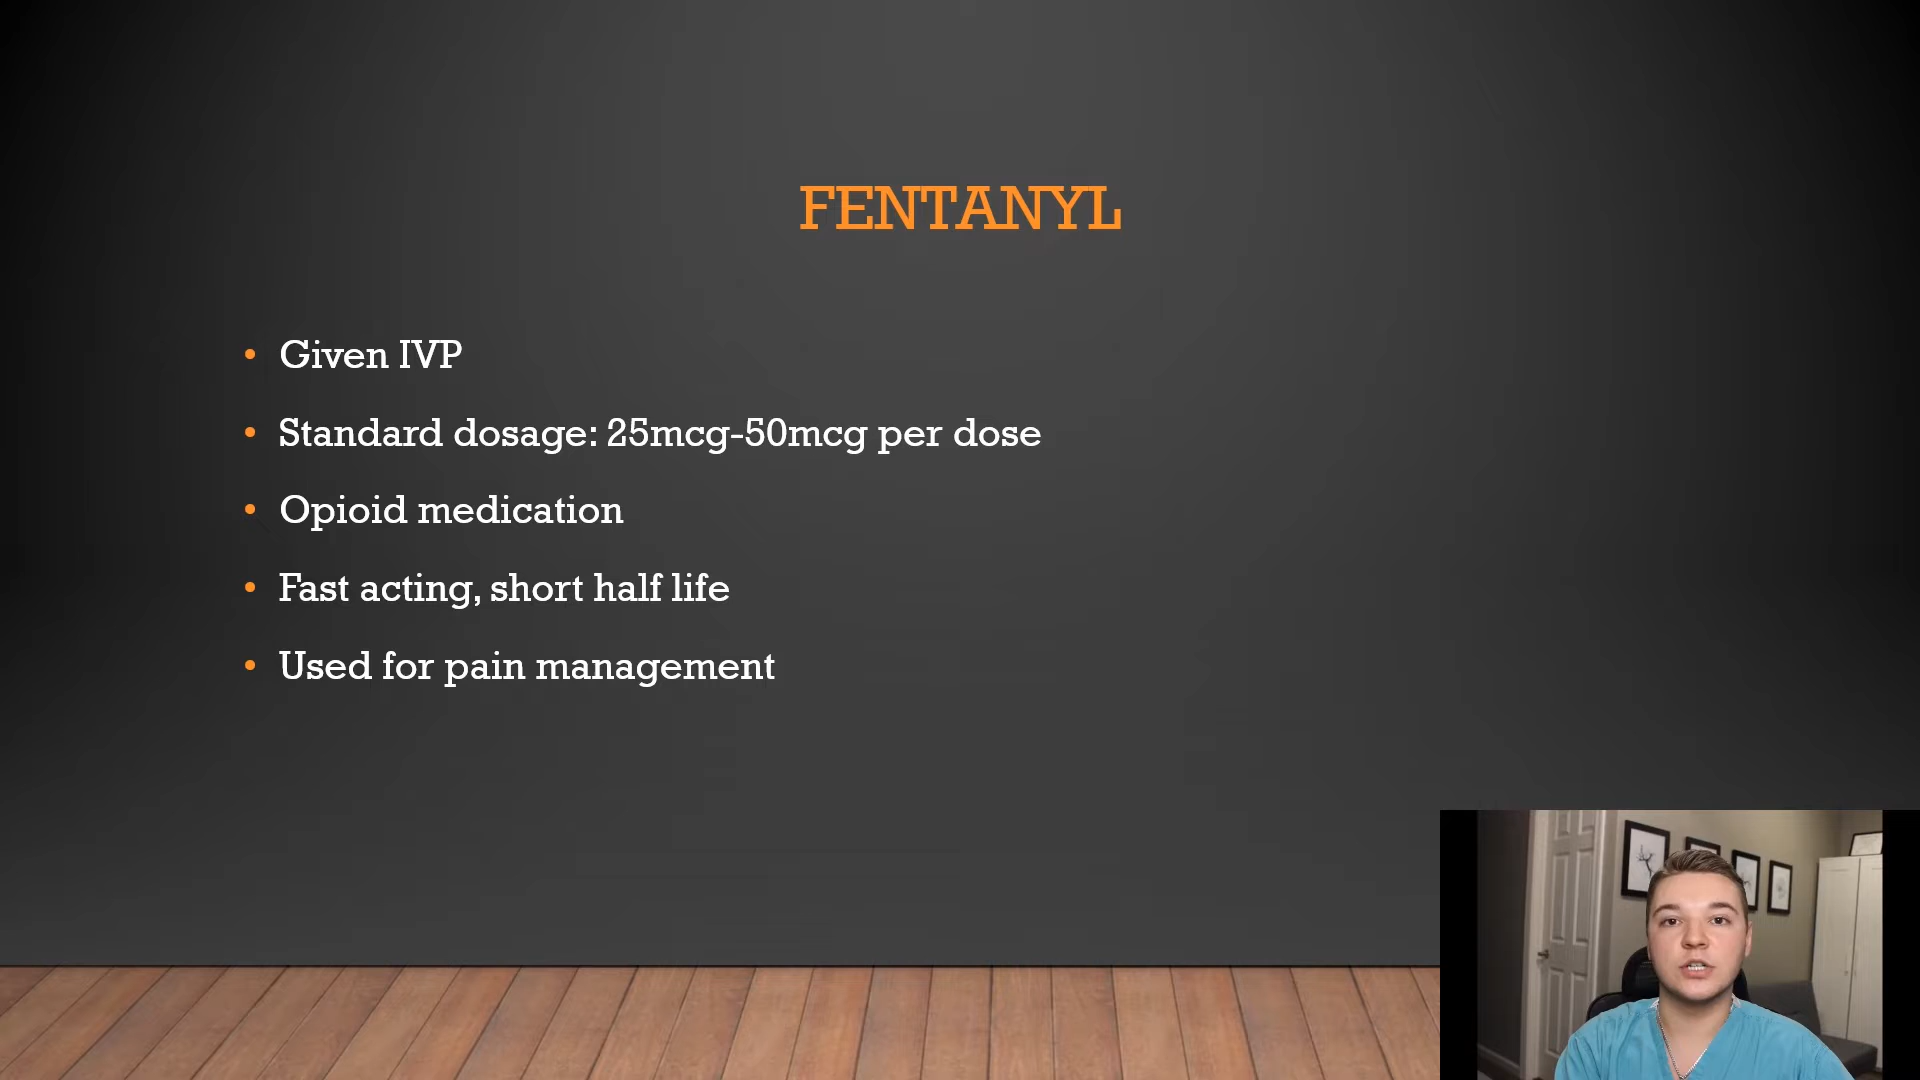 FENTANYL
• Given IVP
• Standard dosage: 25mcg-50mcg per dose
• Opioid medication
• Fast acting, short half life
• Used for pain management